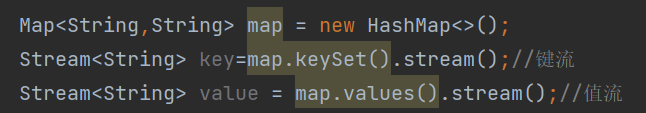 Map<String,String> map = new HashMap<>();
Stream<String> key=map.keySet().stream();//键流
Stream<String> value = map.values().stream();//值流